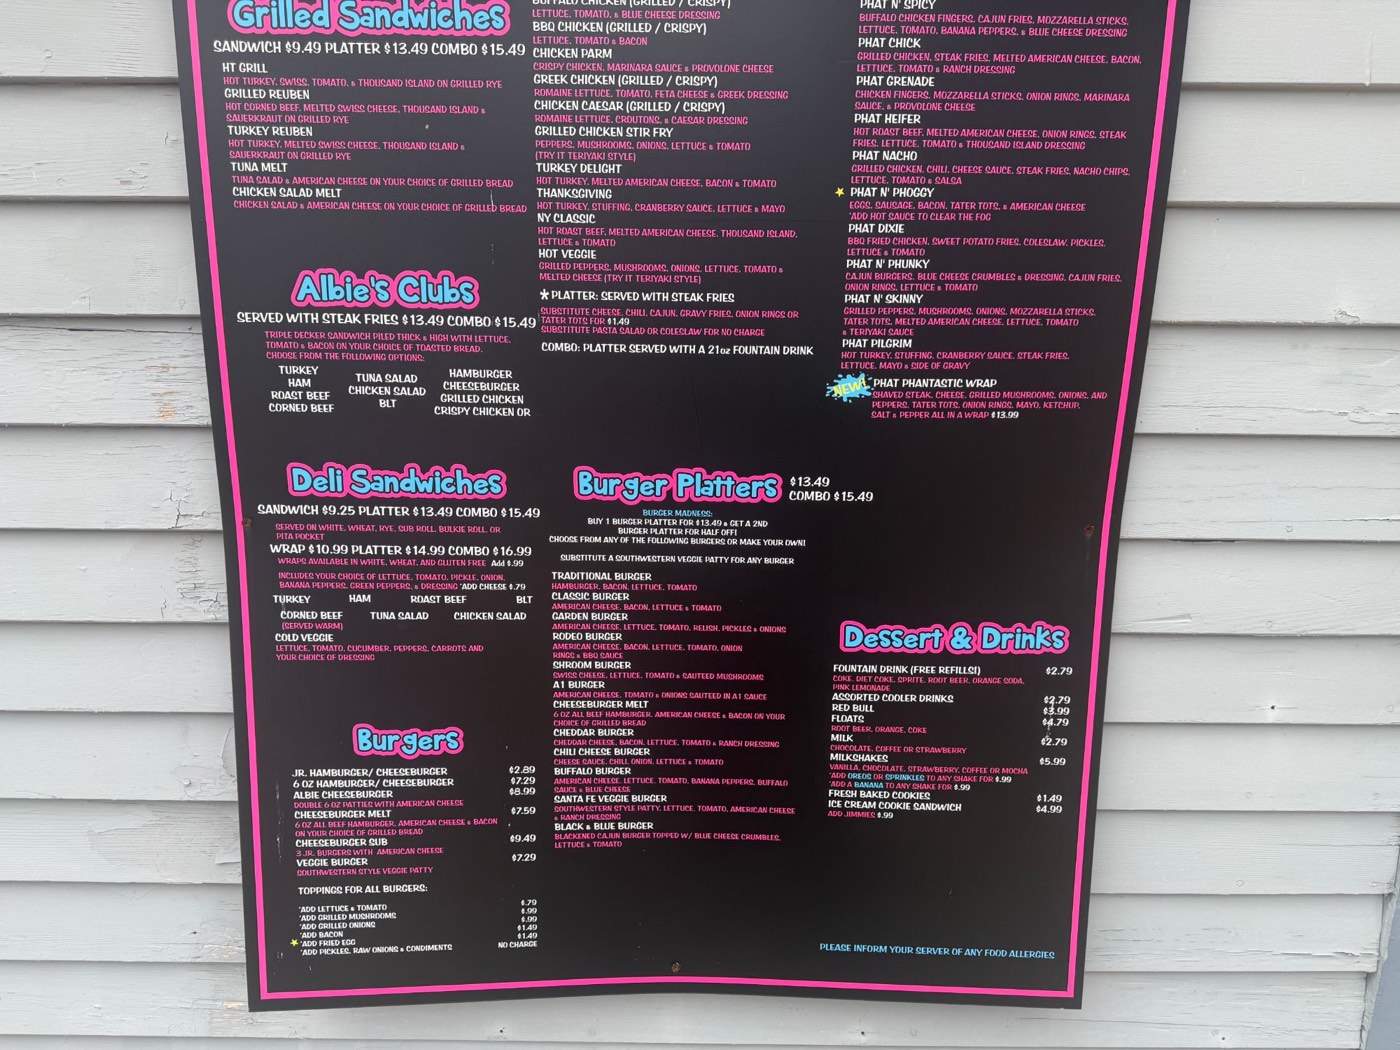 Grilled Sandwiches
SANDWICH $9.49 PLATTER $13.49 COMBO $15.49
HT GRILL
HOT TURKEY, SWISS, TOMATO, & THOUSAND ISLAND ON GRILLED RYE
GRILLED REUBEN
HOT CORNED BEEF, MELTED SWISS CHEESE, THOUSAND ISLAND &
SAUERKRAUT ON GRILLED RYE
TURKEY REUBEN
HOT TURKEY, MELTED SWISS CHEESE, THOUSAND ISLAND &
SAUERKRAUT ON GRILLED RYE
TUNA MELT
TUNA SALAD & AMERICAN CHEESE ON YOUR CHOICE OF GRILLED BREAD
CHICKEN SALAD MELT
CHICKEN SALAD & AMERICAN CHEESE ON YOUR CHOICE OF GRILLED BREAD
Albie's Clubs
SERVED WITH STEAK FRIES $13.49 COMBO $15.49
TRIPLE DECKER SANDWICH PILED THICK & HIGH WITH LETTUCE,
TOMATO & BACON ON YOUR CHOICE OF TOASTED BREAD.
CHOOSE FROM THE FOLLOWING OPTIONS:
TURKEY
HAM
ROAST BEEF
CORNED BEEF
TUNA SALAD
CHICKEN SALAD
BLT
HAMBURGER
CHEESEBURGER
GRILLED CHICKEN
CRISPY CHICKEN OR
Deli Sandwiches
SANDWICH $9.25 PLATTER $13.49 COMBO $15.49
SERVED ON WHITE, WHEAT, RYE, SUB ROLL, BULKIE ROLL, OR
PITA POCKET
WRAP $10.99 PLATTER $14.99 COMBO $16.99
WRAPS AVAILABLE IN WHITE, WHEAT, AND GLUTEN FREE Add $.99
INCLUDES YOUR CHOICE OF LETTUCE, TOMATO, PICKLE, ONION,
BANANA PEPPERS, GREEN PEPPERS, & DRESSING *ADD CHEESE $.79
TURKEY HAM ROAST BEEF BLT
CORNED BEEF TUNA SALAD CHICKEN SALAD
(SERVED WARM)
COLD VEGGIE
LETTUCE, TOMATO, CUCUMBER, PEPPERS, CARROTS AND
YOUR CHOICE OF DRESSING
Burgers
JR. HAMBURGER/ CHEESEBURGER $2.89
6 OZ HAMBURGER/ CHEESEBURGER $7.29
ALBIE CHEESEBURGER $8.99
DOUBLE 6 OZ PATTIES WITH AMERICAN CHEESE
CHEESEBURGER MELT $7.59
6 OZ ALL BEEF HAMBURGER, AMERICAN CHEESE & BACON
ON YOUR CHOICE OF GRILLED BREAD
CHEESEBURGER SUB $9.49
3 JR. BURGERS WITH AMERICAN CHEESE
VEGGIE BURGER $7.29
SOUTHWESTERN STYLE VEGGIE PATTY
TOPPINGS FOR ALL BURGERS:
*ADD LETTUCE & TOMATO $.79
*ADD GRILLED MUSHROOMS $.99
*ADD GRILLED ONIONS $.99
*ADD BACON $1.49
*ADD FRIED EGG $1.49
*ADD PICKLES, RAW ONIONS & CONDIMENTS NO CHARGE
BUFFALO CHICKEN (GRILLED / CRISPY)
LETTUCE, TOMATO, & BLUE CHEESE DRESSING
BBQ CHICKEN (GRILLED / CRISPY)
LETTUCE, TOMATO & BACON
CHICKEN PARM
CRISPY CHICKEN, MARINARA SAUCE & PROVOLONE CHEESE
GREEK CHICKEN (GRILLED / CRISPY)
ROMAINE LETTUCE, TOMATO, FETA CHEESE & GREEK DRESSING
CHICKEN CAESAR (GRILLED / CRISPY)
ROMAINE LETTUCE, CROUTONS, & CAESAR DRESSING
GRILLED CHICKEN STIR FRY
PEPPERS, MUSHROOMS, ONIONS, LETTUCE & TOMATO
(TRY IT TERIYAKI STYLE)
TURKEY DELIGHT
HOT TURKEY, MELTED AMERICAN CHEESE, BACON & TOMATO
THANKSGIVING
HOT TURKEY, STUFFING, CRANBERRY SAUCE, LETTUCE & MAYO
NY CLASSIC
HOT ROAST BEEF, MELTED AMERICAN CHEESE, THOUSAND ISLAND,
LETTUCE & TOMATO
HOT VEGGIE
GRILLED PEPPERS, MUSHROOMS, ONIONS, LETTUCE, TOMATO &
MELTED CHEESE (TRY IT TERIYAKI STYLE)
*PLATTER: SERVED WITH STEAK FRIES
SUBSTITUTE CHEESE, CHILI, CAJUN, GRAVY FRIES, ONION RINGS OR
TATER TOTS FOR $1.49
SUBSTITUTE PASTA SALAD OR COLESLAW FOR NO CHARGE
COMBO: PLATTER SERVED WITH A 21oz FOUNTAIN DRINK
Burger Platters $13.49
COMBO $15.49
BURGER MADNESS:
BUY 1 BURGER PLATTER FOR $13.49 & GET A 2ND
BURGER PLATTER FOR HALF OFF!
CHOOSE FROM ANY OF THE FOLLOWING BURGERS OR MAKE YOUR OWN!
SUBSTITUTE A SOUTHWESTERN VEGGIE PATTY FOR ANY BURGER
TRADITIONAL BURGER
HAMBURGER, BACON, LETTUCE, TOMATO
CLASSIC BURGER
AMERICAN CHEESE, BACON, LETTUCE & TOMATO
GARDEN BURGER
AMERICAN CHEESE, LETTUCE, TOMATO, RELISH, PICKLES & ONIONS
RODEO BURGER
AMERICAN CHEESE, BACON, LETTUCE, TOMATO, ONION
RINGS & BBQ SAUCE
SHROOM BURGER
SWISS CHEESE, LETTUCE, TOMATO & SAUTEED MUSHROOMS
A1 BURGER
AMERICAN CHEESE, TOMATO & ONIONS SAUTEED IN A1 SAUCE
CHEESEBURGER MELT
6 OZ ALL BEEF HAMBURGER, AMERICAN CHEESE & BACON ON YOUR
CHOICE OF GRILLED BREAD
CHEDDAR BURGER
CHEDDAR CHEESE, BACON, LETTUCE, TOMATO & RANCH DRESSING
CHILI CHEESE BURGER
CHEESE SAUCE, CHILI, ONION, LETTUCE & TOMATO
BUFFALO BURGER
AMERICAN CHEESE, LETTUCE, TOMATO, BANANA PEPPERS, BUFFALO
SAUCE & BLEU CHEESE
SANTA FE VEGGIE BURGER
SOUTHWESTERN STYLE PATTY, LETTUCE, TOMATO, AMERICAN CHEESE
& RANCH DRESSING
BLACK & BLUE BURGER
BLACKENED CAJUN BURGER TOPPED W/ BLUE CHEESE CRUMBLES,
LETTUCE & TOMATO
PHAT N' SPICY
BUFFALO CHICKEN FINGERS, CAJUN FRIES, MOZZARELLA STICKS,
LETTUCE, TOMATO, BANANA PEPPERS, & BLUE CHEESE DRESSING
PHAT CHICK
GRILLED CHICKEN, STEAK FRIES, MELTED AMERICAN CHEESE, BACON,
LETTUCE, TOMATO & RANCH DRESSING
PHAT GRENADE
CHICKEN FINGERS, MOZZARELLA STICKS, ONION RINGS, MARINARA
SAUCE, & PROVOLONE CHEESE
PHAT HEIFER
HOT ROAST BEEF, MELTED AMERICAN CHEESE, ONION RINGS, STEAK
FRIES, LETTUCE, TOMATO & THOUSAND ISLAND DRESSING
PHAT NACHO
GRILLED CHICKEN, CHILI, CHEESE SAUCE, STEAK FRIES, NACHO CHIPS,
LETTUCE, TOMATO & SALSA
PHAT N' PHOGGY
EGGS, SAUSAGE, BACON, TATER TOTS, & AMERICAN CHEESE
*ADD HOT SAUCE TO CLEAR THE FOG
PHAT DIXIE
BBQ FRIED CHICKEN, SWEET POTATO FRIES, COLESLAW, PICKLES,
LETTUCE & TOMATO
PHAT N' PHUNKY
CAJUN BURGERS, BLUE CHEESE CRUMBLES & DRESSING, CAJUN FRIES,
ONION RINGS, LETTUCE & TOMATO
PHAT N' SKINNY
GRILLED PEPPERS, MUSHROOMS, ONIONS, MOZZARELLA STICKS,
TATER TOTS, MELTED AMERICAN CHEESE, LETTUCE, TOMATO
& TERIYAKI SAUCE
PHAT PILGRIM
HOT TURKEY, STUFFING, CRANBERRY SAUCE, STEAK FRIES,
LETTUCE, MAYO & SIDE OF GRAVY
NEW! PHAT PHANTASTIC WRAP
SHAVED STEAK, CHEESE, GRILLED MUSHROOMS, ONIONS, AND
PEPPERS, TATER TOTS, ONION RINGS, MAYO, KETCHUP,
SALT & PEPPER ALL IN A WRAP $13.99
Dessert & Drinks
FOUNTAIN DRINK (FREE REFILLS!) $2.79
COKE, DIET COKE, SPRITE, ROOT BEER, ORANGE SODA,
PINK LEMONADE
ASSORTED COOLER DRINKS $2.79
RED BULL $3.99
FLOATS $4.79
ROOT BEER, ORANGE, COKE
MILK $2.79
CHOCOLATE, COFFEE OR STRAWBERRY
MILKSHAKES $5.99
VANILLA, CHOCOLATE, STRAWBERRY, COFFEE OR MOCHA
*ADD OREOS OR SPRINKLES TO ANY SHAKE FOR $.99
*ADD A BANANA TO ANY SHAKE FOR $.99
FRESH BAKED COOKIES $1.49
ICE CREAM COOKIE SANDWICH $4.99
ADD JIMMIES $.99
PLEASE INFORM YOUR SERVER OF ANY FOOD ALLERGIES